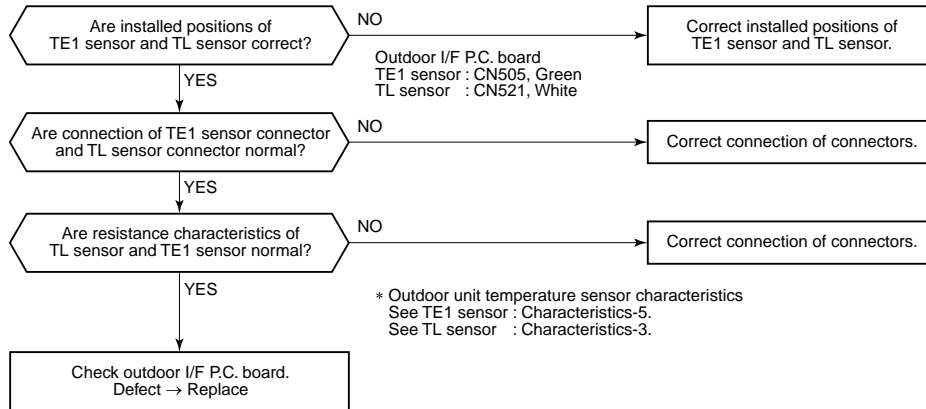 Are installed positions of
TE1 sensor and TL sensor correct?
NO
Correct installed positions of
TE1 sensor and TL sensor.
Outdoor I/F P.C. board
TE1 sensor : CN505, Green
TL sensor : CN521, White
YES
Are connection of TE1 sensor connector
and TL sensor connector normal?
NO
Correct connection of connectors.
YES
Are resistance characteristics of
TL sensor and TE1 sensor normal?
NO
Correct connection of connectors.
YES
* Outdoor unit temperature sensor characteristics
See TE1 sensor : Characteristics-5.
See TL sensor : Characteristics-3.
Check outdoor I/F P.C. board.
Defect → Replace